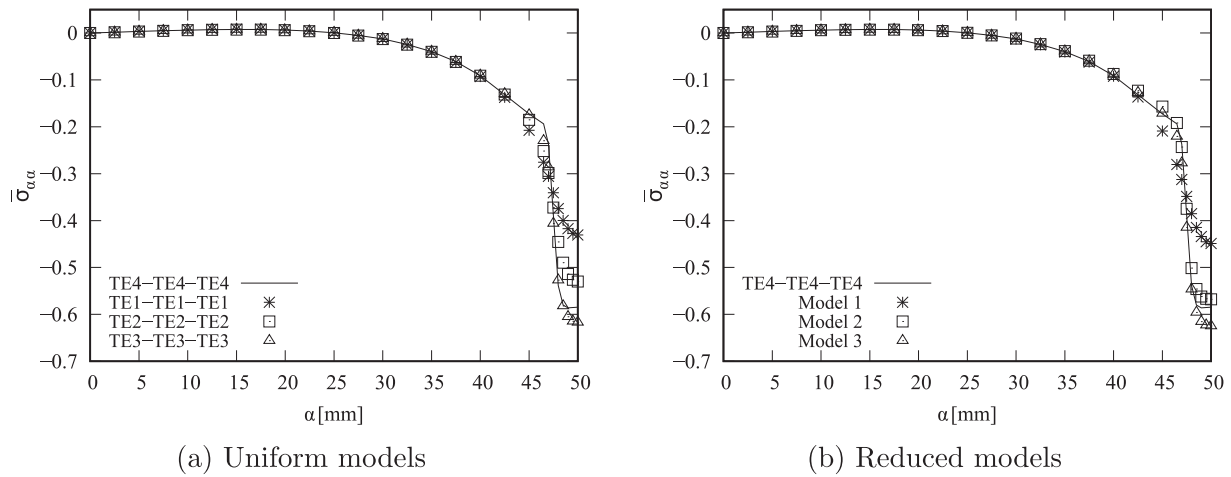 0
−0.1
−0.2
−0.3
−0.4
−0.5
−0.6
−0.7
σ̅αα
TE4−TE4−TE4
TE1−TE1−TE1
TE2−TE2−TE2
TE3−TE3−TE3
0 5 10 15 20 25 30 35 40 45 50
α [mm]
(a) Uniform models
0
−0.1
−0.2
−0.3
−0.4
−0.5
−0.6
−0.7
σ̅αα
TE4−TE4−TE4
Model 1
Model 2
Model 3
0 5 10 15 20 25 30 35 40 45 50
α [mm]
(b) Reduced models